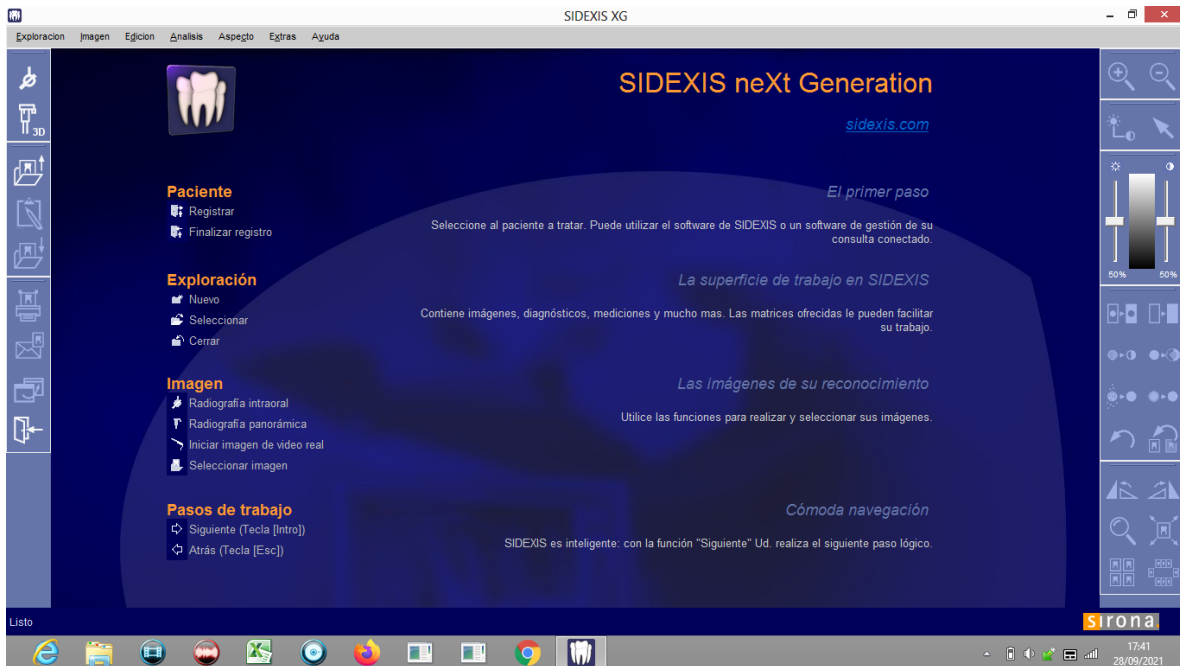 SIDEXIS XG
Exploracion Imagen Edicion Analisis Aspecto Extras Ayuda
SIDEXIS neXt Generation
sidexis.com
3D
Paciente
El primer paso
Registrar
Finalizar registro
Seleccione al paciente a tratar. Puede utilizar el software de SIDEXIS o un software de gestión de su
consulta conectado.
50% 50%
Exploración
La superficie de trabajo en SIDEXIS
Nuevo
Seleccionar
Cerrar
Contiene imágenes, diagnósticos, mediciones y mucho mas. Las matrices ofrecidas le pueden facilitar
su trabajo.
Imagen
Las imágenes de su reconocimiento
Radiografía intraoral
Radiografía panorámica
Iniciar imagen de video real
Seleccionar imagen
Utilice las funciones para realizar y seleccionar sus imágenes.
Pasos de trabajo
Cómoda navegación
Siguiente (Tecla [Intro])
Atrás (Tecla [Esc])
SIDEXIS es inteligente: con la función "Siguiente" Ud. realiza el siguiente paso lógico.
Listo
sirona.
17:41
28/09/2021